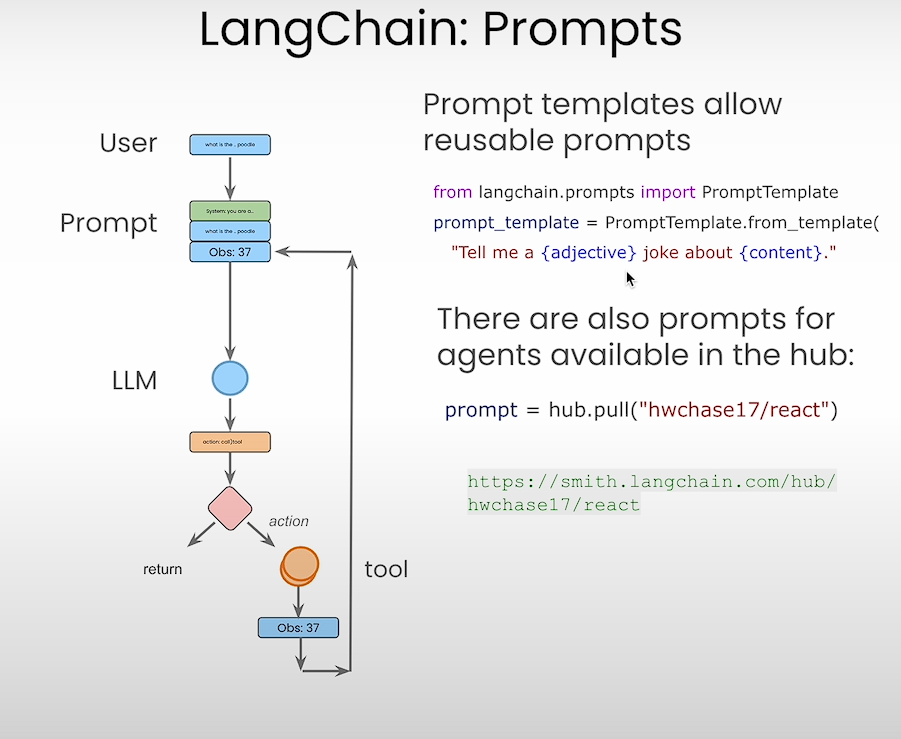 LangChain: Prompts
User
what is the .. poodle
Prompt
System: you are a..
what is the .. poodle
Obs: 37
LLM
action: call)tool
action
return
tool
Obs: 37
Prompt templates allow
reusable prompts
from langchain.prompts import PromptTemplate
prompt_template = PromptTemplate.from_template(
"Tell me a {adjective} joke about {content}."
There are also prompts for
agents available in the hub:
prompt = hub.pull("hwchase17/react")
https://smith.langchain.com/hub/
hwchase17/react